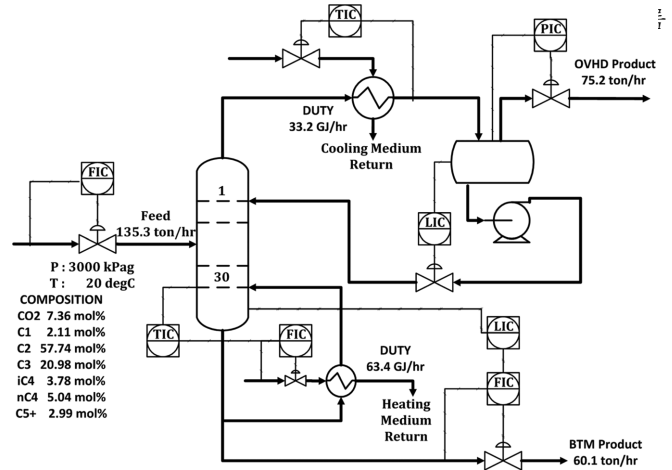 TIC
PIC
OVHD Product
75.2 ton/hr
DUTY
33.2 GJ/hr
Cooling Medium
Return
FIC
1
LIC
Feed
135.3 ton/hr
P : 3000 kPag
T : 20 degC
30
COMPOSITION
CO2 7.36 mol%
C1 2.11 mol%
C2 57.74 mol%
C3 20.98 mol%
iC4 3.78 mol%
nC4 5.04 mol%
C5+ 2.99 mol%
TIC
FIC
DUTY
63.4 GJ/hr
LIC
FIC
Heating
Medium
Return
BTM Product
60.1 ton/hr